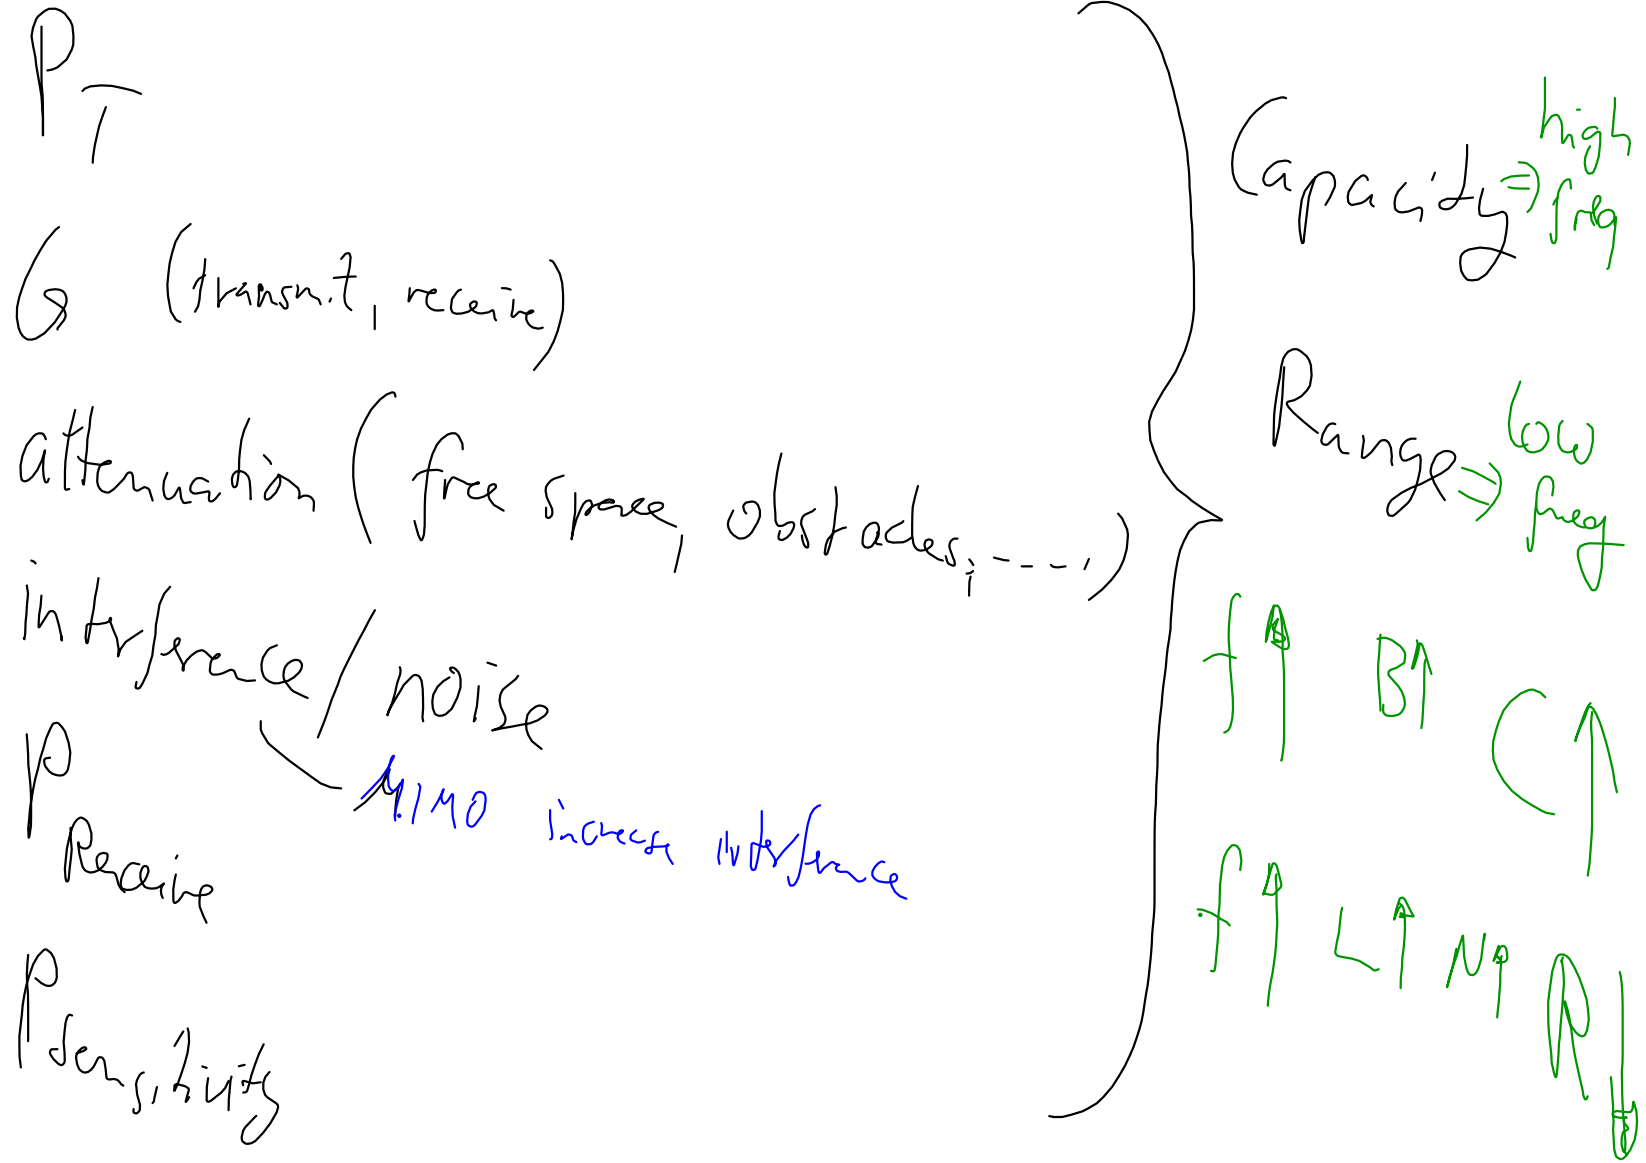 P_T
G (transmit, receive)
attenuation (free space, obstacles, ----)
interference / noise
MIMO increase interference
P_Receive
P_Sensitivity
Capacity ⇒ high freq
Range ⇒ low freq
f↑ B↑ C↑
f↑ L↑ N↑ R↓